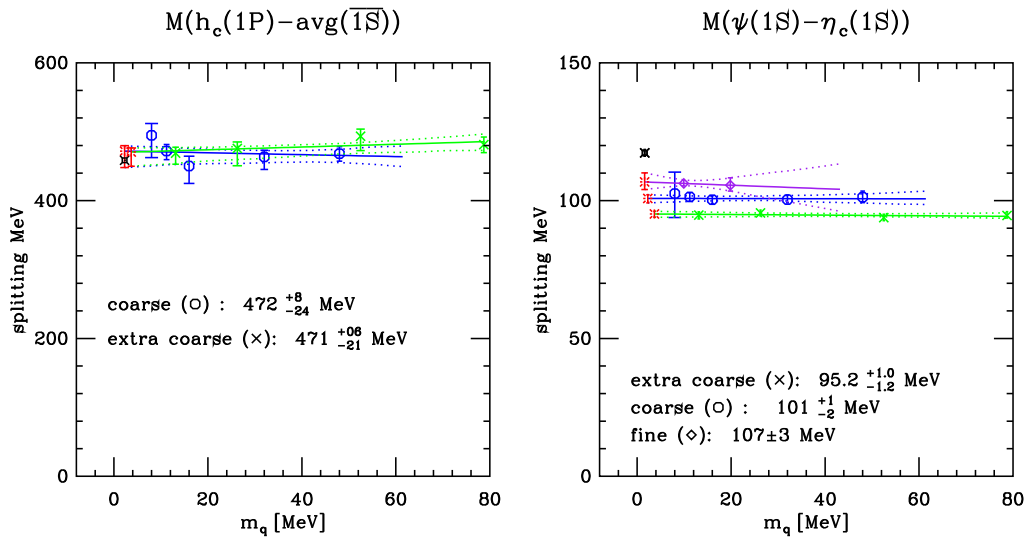 M(h_c(1P)−avg(1S))
600
400
200
0
splitting MeV
coarse (○) : 472 +8 −24 MeV
extra coarse (×): 471 +06 −21 MeV
0 20 40 60 80
m_q [MeV]
M(ψ(1S)−η_c(1S))
150
100
50
0
splitting MeV
extra coarse (×): 95.2 +1.0 −1.2 MeV
coarse (○) : 101 +1 −2 MeV
fine (◇): 107±3 MeV
0 20 40 60 80
m_q [MeV]